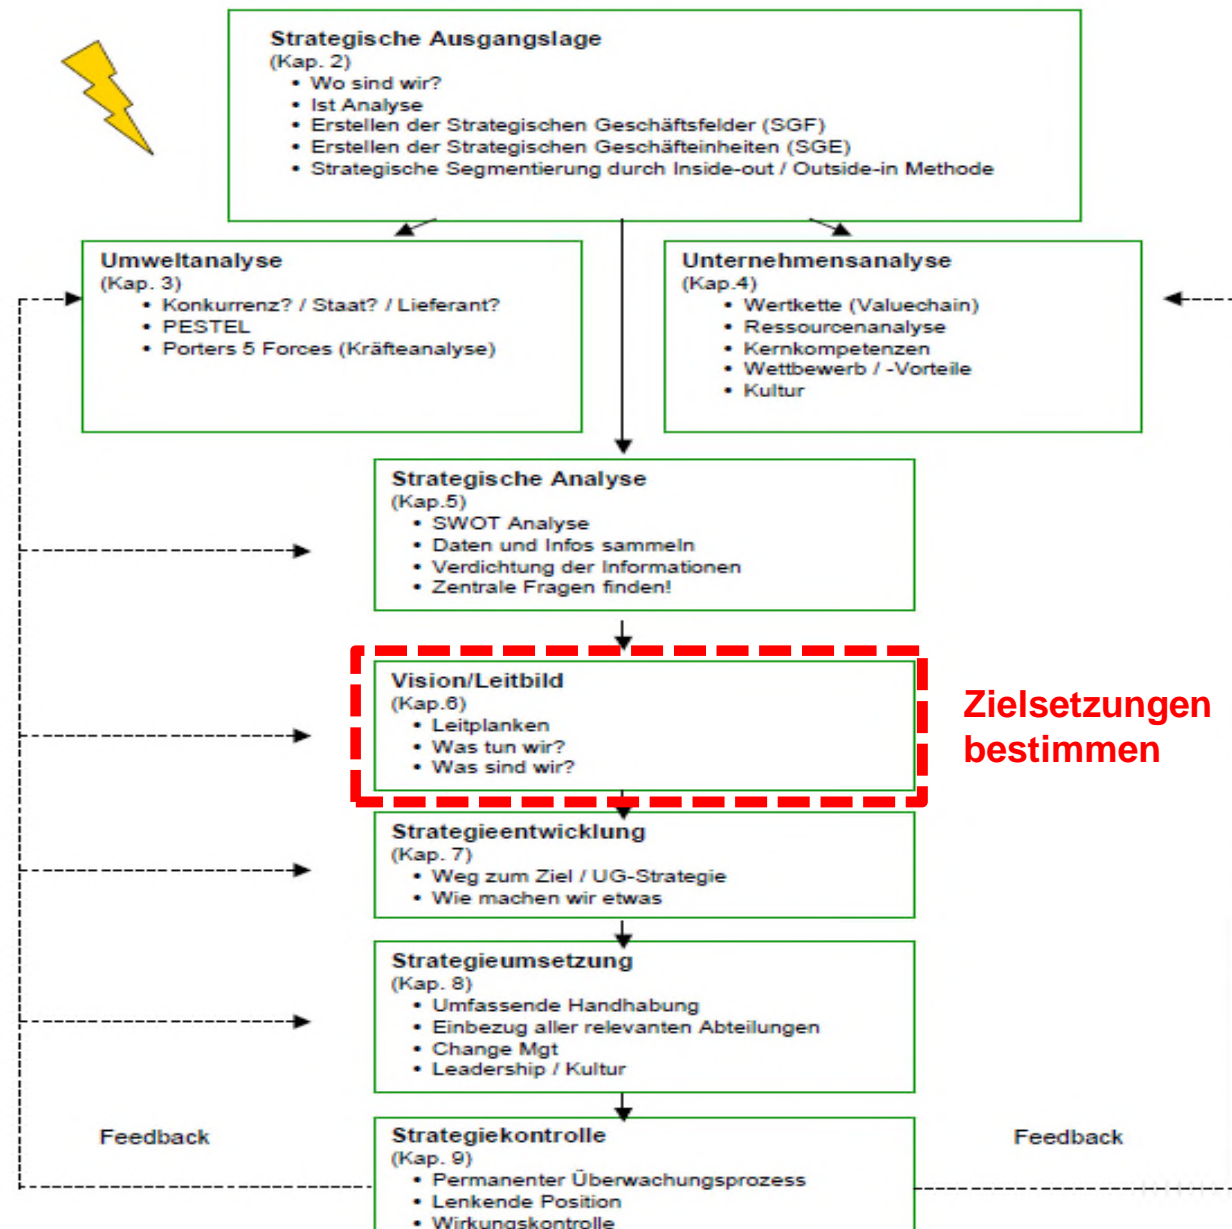 Strategische Ausgangslage
(Kap. 2)
• Wo sind wir?
• Ist Analyse
• Erstellen der Strategischen Geschäftsfelder (SGF)
• Erstellen der Strategischen Geschäfteinheiten (SGE)
• Strategische Segmentierung durch Inside-out / Outside-in Methode
Umweltanalyse
(Kap. 3)
• Konkurrenz? / Staat? / Lieferant?
• PESTEL
• Porters 5 Forces (Kräfteanalyse)
Unternehmensanalyse
(Kap.4)
• Wertkette (Valuechain)
• Ressourcenanalyse
• Kernkompetenzen
• Wettbewerb / -Vorteile
• Kultur
Strategische Analyse
(Kap.5)
• SWOT Analyse
• Daten und Infos sammeln
• Verdichtung der Informationen
• Zentrale Fragen finden!
Vision/Leitbild
(Kap.6)
• Leitplanken
• Was tun wir?
• Was sind wir?
Zielsetzungen
bestimmen
Strategieentwicklung
(Kap. 7)
• Weg zum Ziel / UG-Strategie
• Wie machen wir etwas
Strategieumsetzung
(Kap. 8)
• Umfassende Handhabung
• Einbezug aller relevanten Abteilungen
• Change Mgt
• Leadership / Kultur
Feedback
Strategiekontrolle
(Kap. 9)
• Permanenter Überwachungsprozess
• Lenkende Position
• Wirkungskontrolle
Feedback